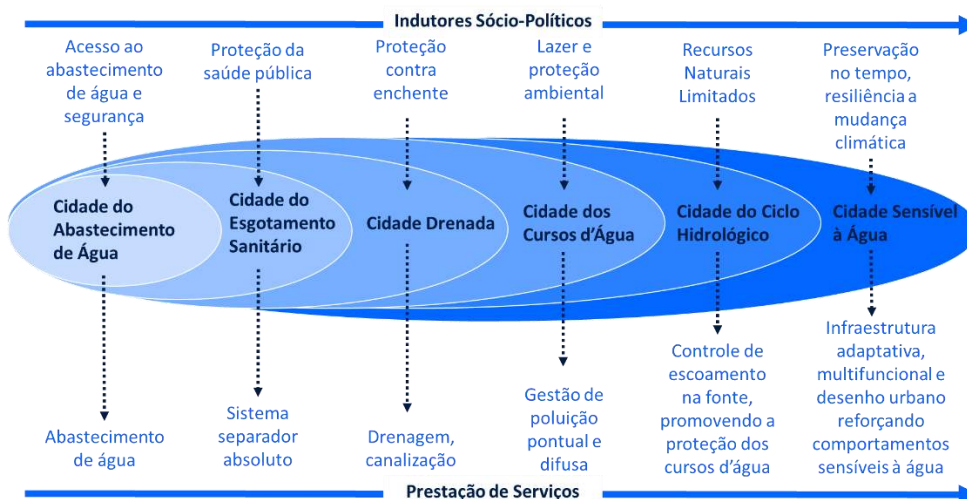 Indutores Sócio-Políticos
Acesso ao
abastecimento
de água e
segurança
Proteção da
saúde pública
Proteção
contra
enchente
Lazer e
proteção
ambiental
Recursos
Naturais
Limitados
Preservação
no tempo,
resiliência a
mudança
climática
Cidade do
Abastecimento
de Água
Cidade do
Esgotamento
Sanitário
Cidade Drenada
Cidade dos
Cursos d’Água
Cidade do Ciclo
Hidrológico
Cidade Sensível
à Água
Abastecimento
de água
Sistema
separador
absoluto
Drenagem,
canalização
Gestão de
poluição
pontual e
difusa
Controle de
escoamento
na fonte,
promovendo a
proteção dos
cursos d’água
Infraestrutura
adaptativa,
multifuncional e
desenho urbano
reforçando
comportamentos
sensíveis à água
Prestação de Serviços